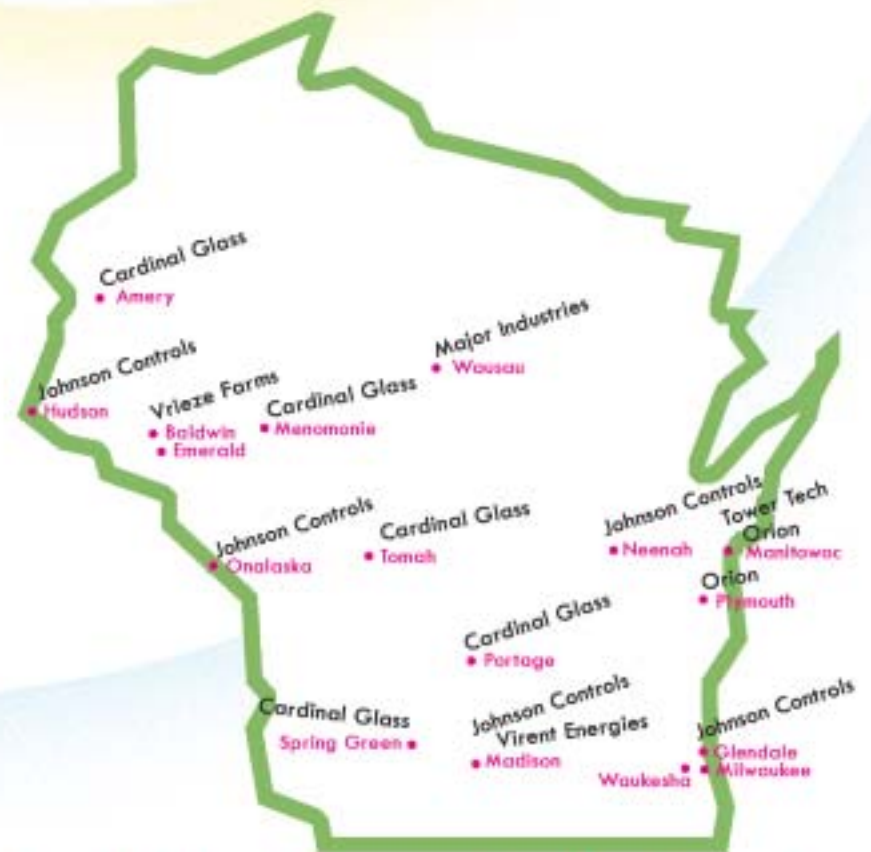 Cardinal Glass
Amery
Major Industries
Wausau
Johnson Controls
Hudson
Vrieze Farms
Baldwin
Emerald
Cardinal Glass
Menomonie
Johnson Controls
Onalaska
Cardinal Glass
Tomah
Johnson Controls
Neenah
Tower Tech
Orion
Manitowoc
Orion
Plymouth
Cardinal Glass
Portage
Cardinal Glass
Spring Green
Johnson Controls
Virent Energies
Madison
Johnson Controls
Glendale
Waukesha
Milwaukee